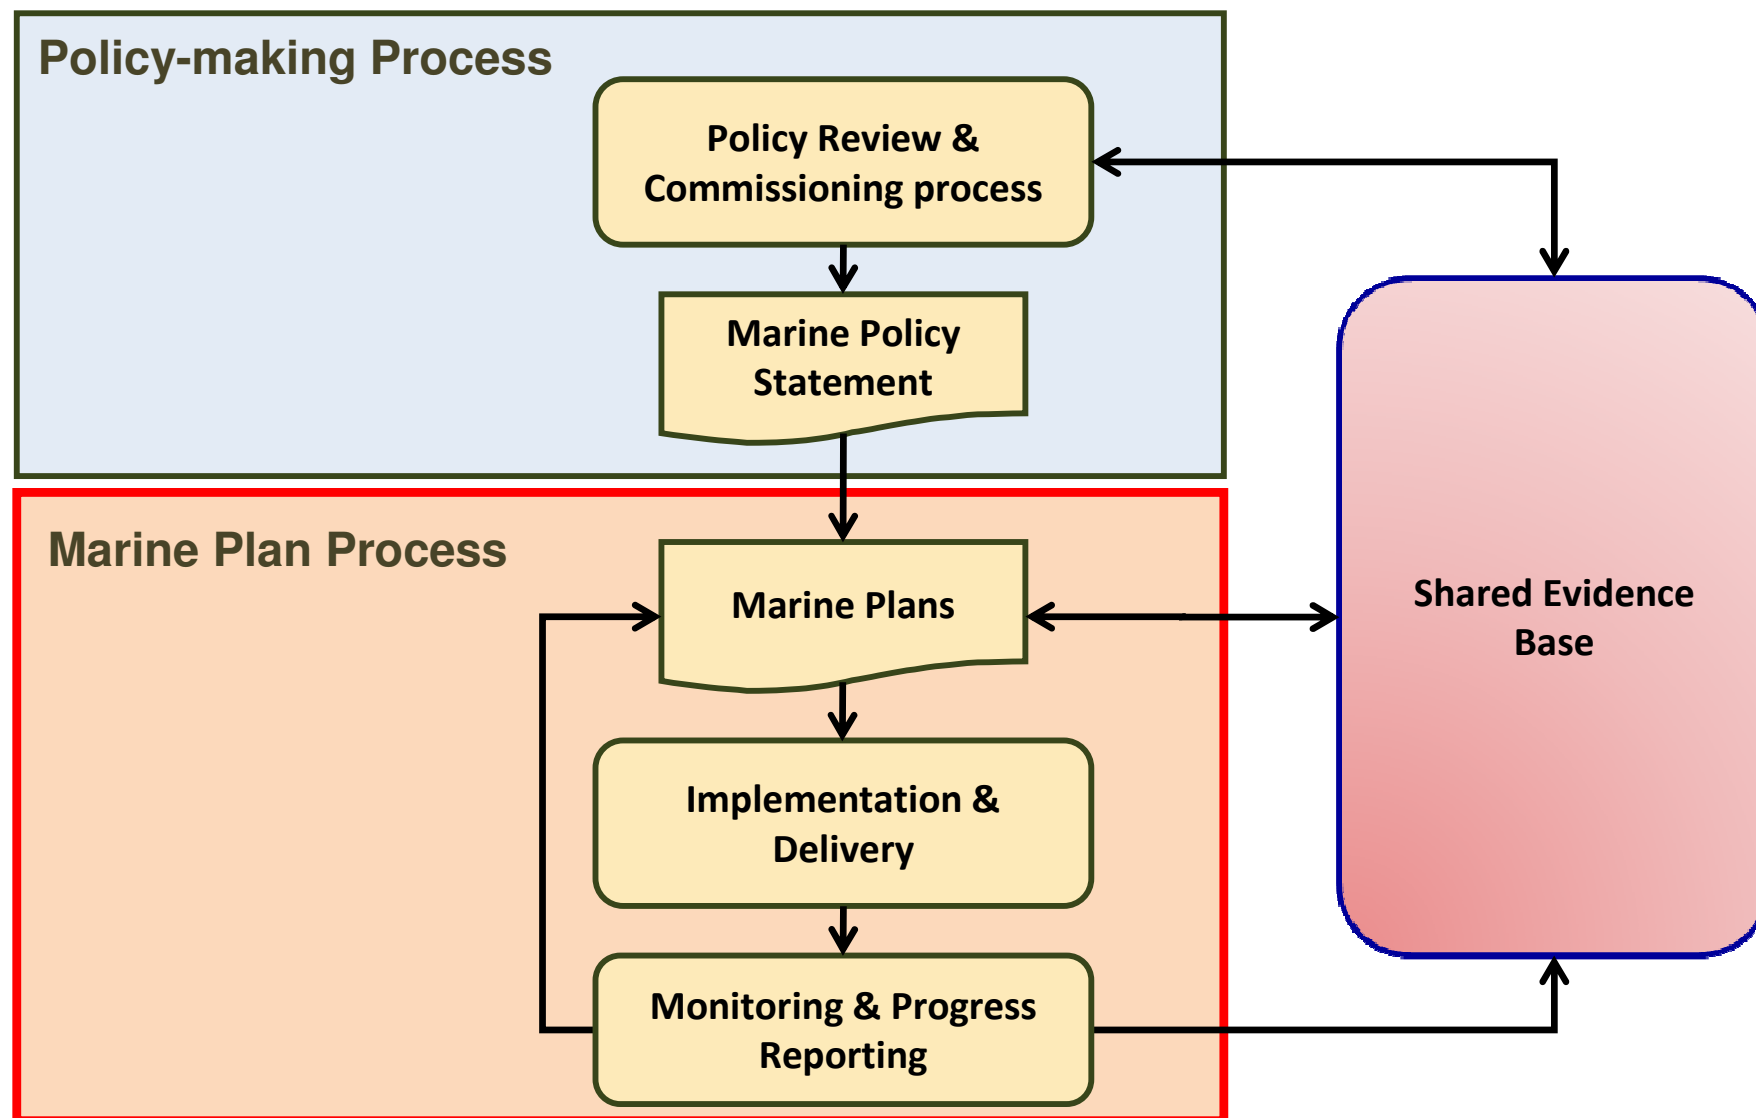 Policy-making Process
Policy Review &
Commissioning process
Marine Policy
Statement
Marine Plan Process
Marine Plans
Shared Evidence
Base
Implementation &
Delivery
Monitoring & Progress
Reporting